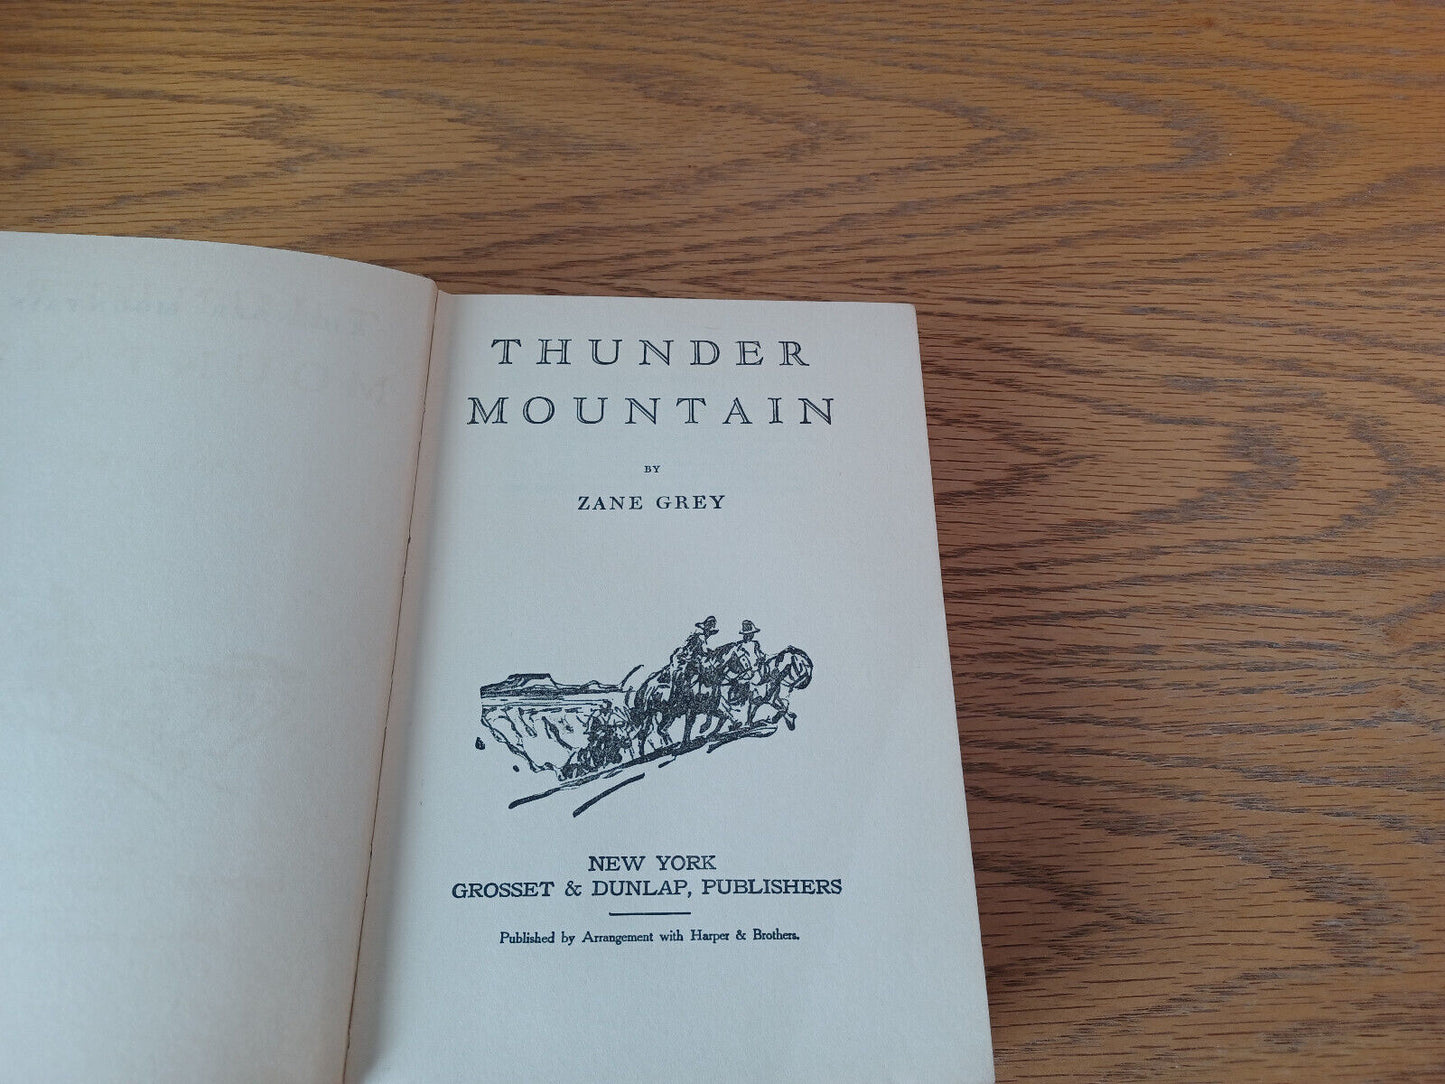 THUNDER
MOUNTAIN
BY
ZANE GREY
NEW YORK
GROSSET & DUNLAP, PUBLISHERS
Published by Arrangement with Harper & Brothers.